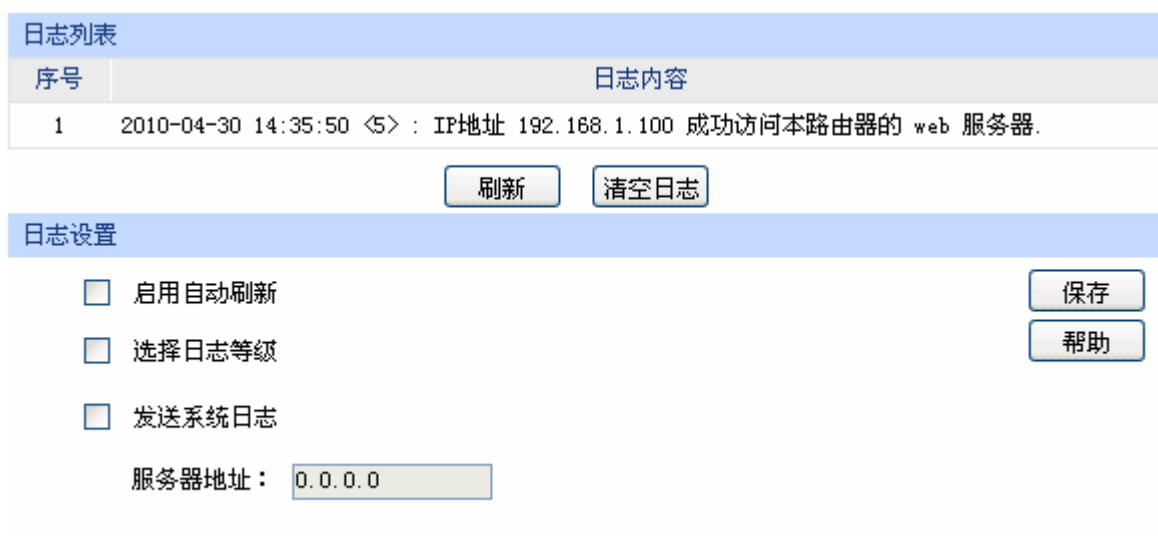 日志列表
序号 日志内容
1 2010-04-30 14:35:50 <5> : IP地址 192.168.1.100 成功访问本路由器的 web 服务器.
刷新 清空日志
日志设置
启用自动刷新 保存
选择日志等级 帮助
发送系统日志
服务器地址： 0.0.0.0